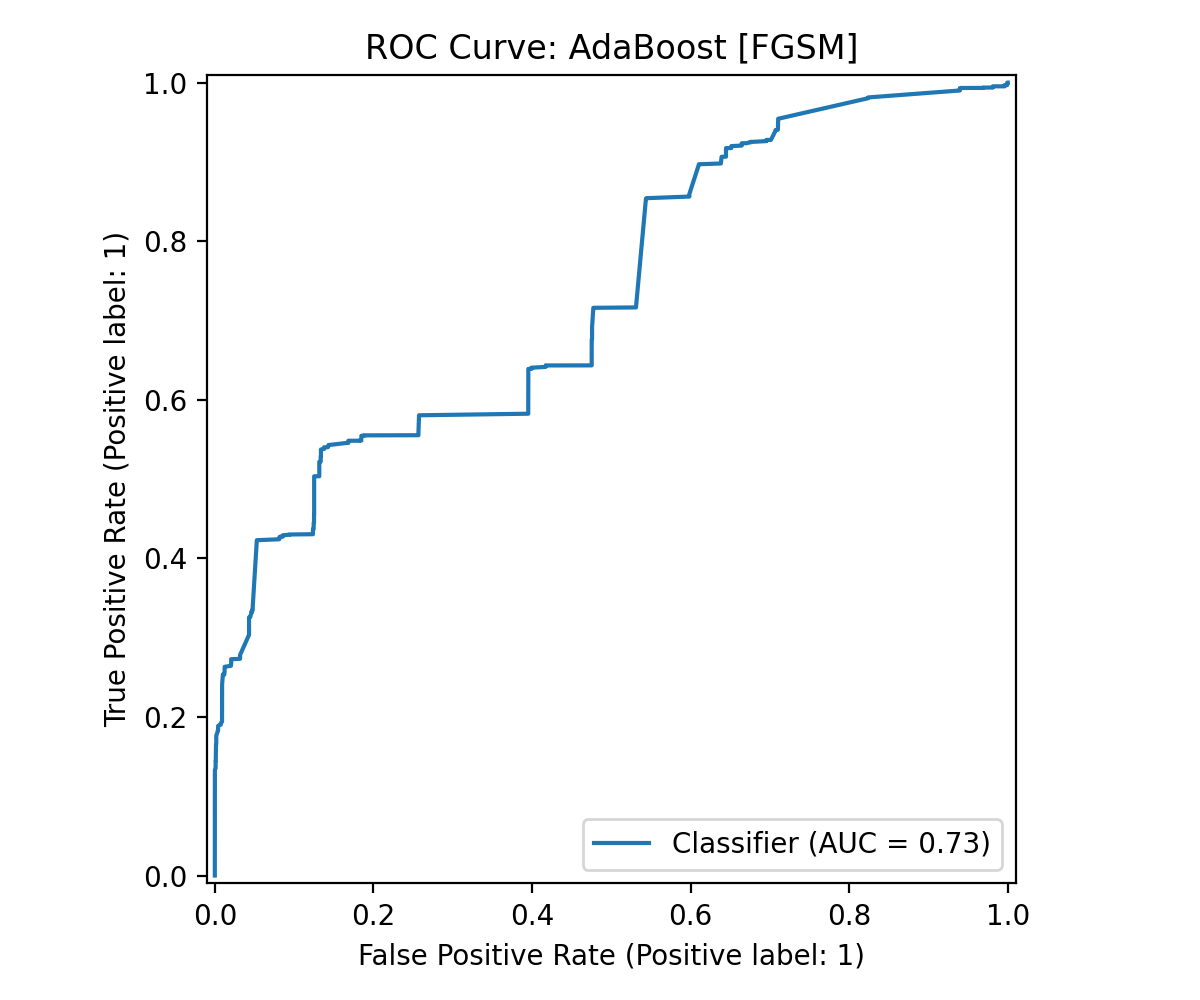 ROC Curve: AdaBoost [FGSM]
True Positive Rate (Positive label: 1)
1.0
0.8
0.6
0.4
0.2
0.0
Classifier (AUC = 0.73)
0.0 0.2 0.4 0.6 0.8 1.0
False Positive Rate (Positive label: 1)